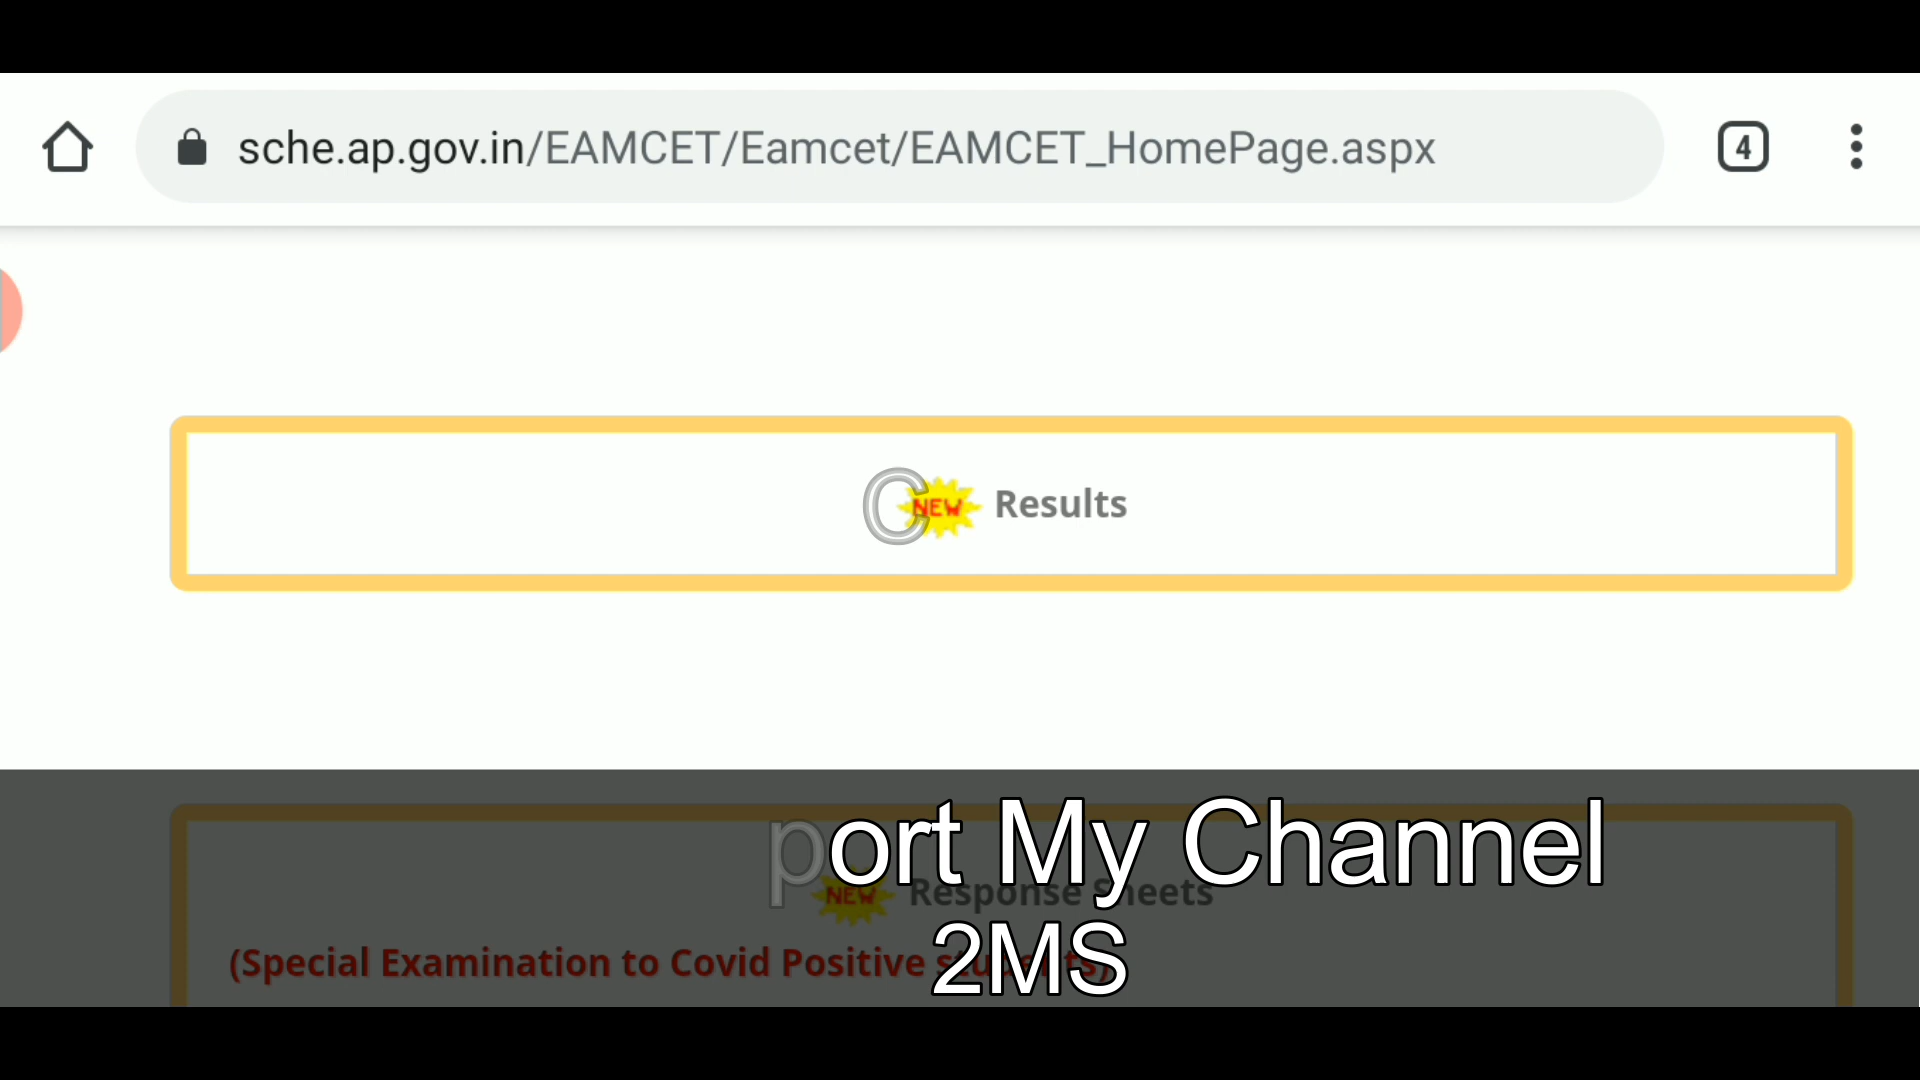 sche.ap.gov.in/EAMCET/Eamcet/EAMCET_HomePage.aspx
4
C
NEW Results
port My Channel
NEW Response Sheets
(Special Examination to Covid Positive students)
2MS